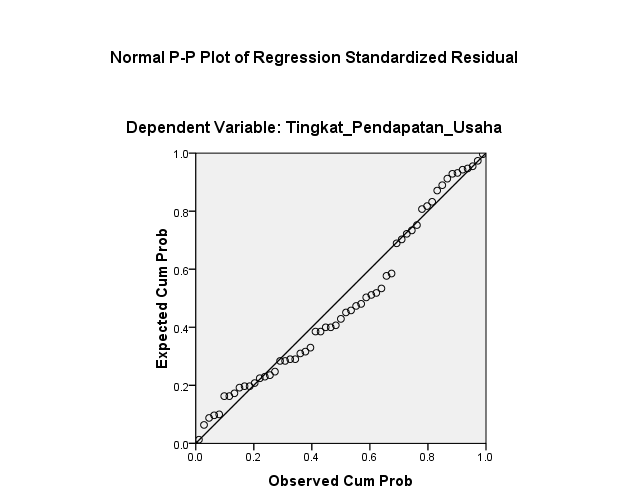 Normal P-P Plot of Regression Standardized Residual
Dependent Variable: Tingkat_Pendapatan_Usaha
1.0
0.8
0.6
0.4
0.2
0.0
Expected Cum Prob
0.0 0.2 0.4 0.6 0.8 1.0
Observed Cum Prob